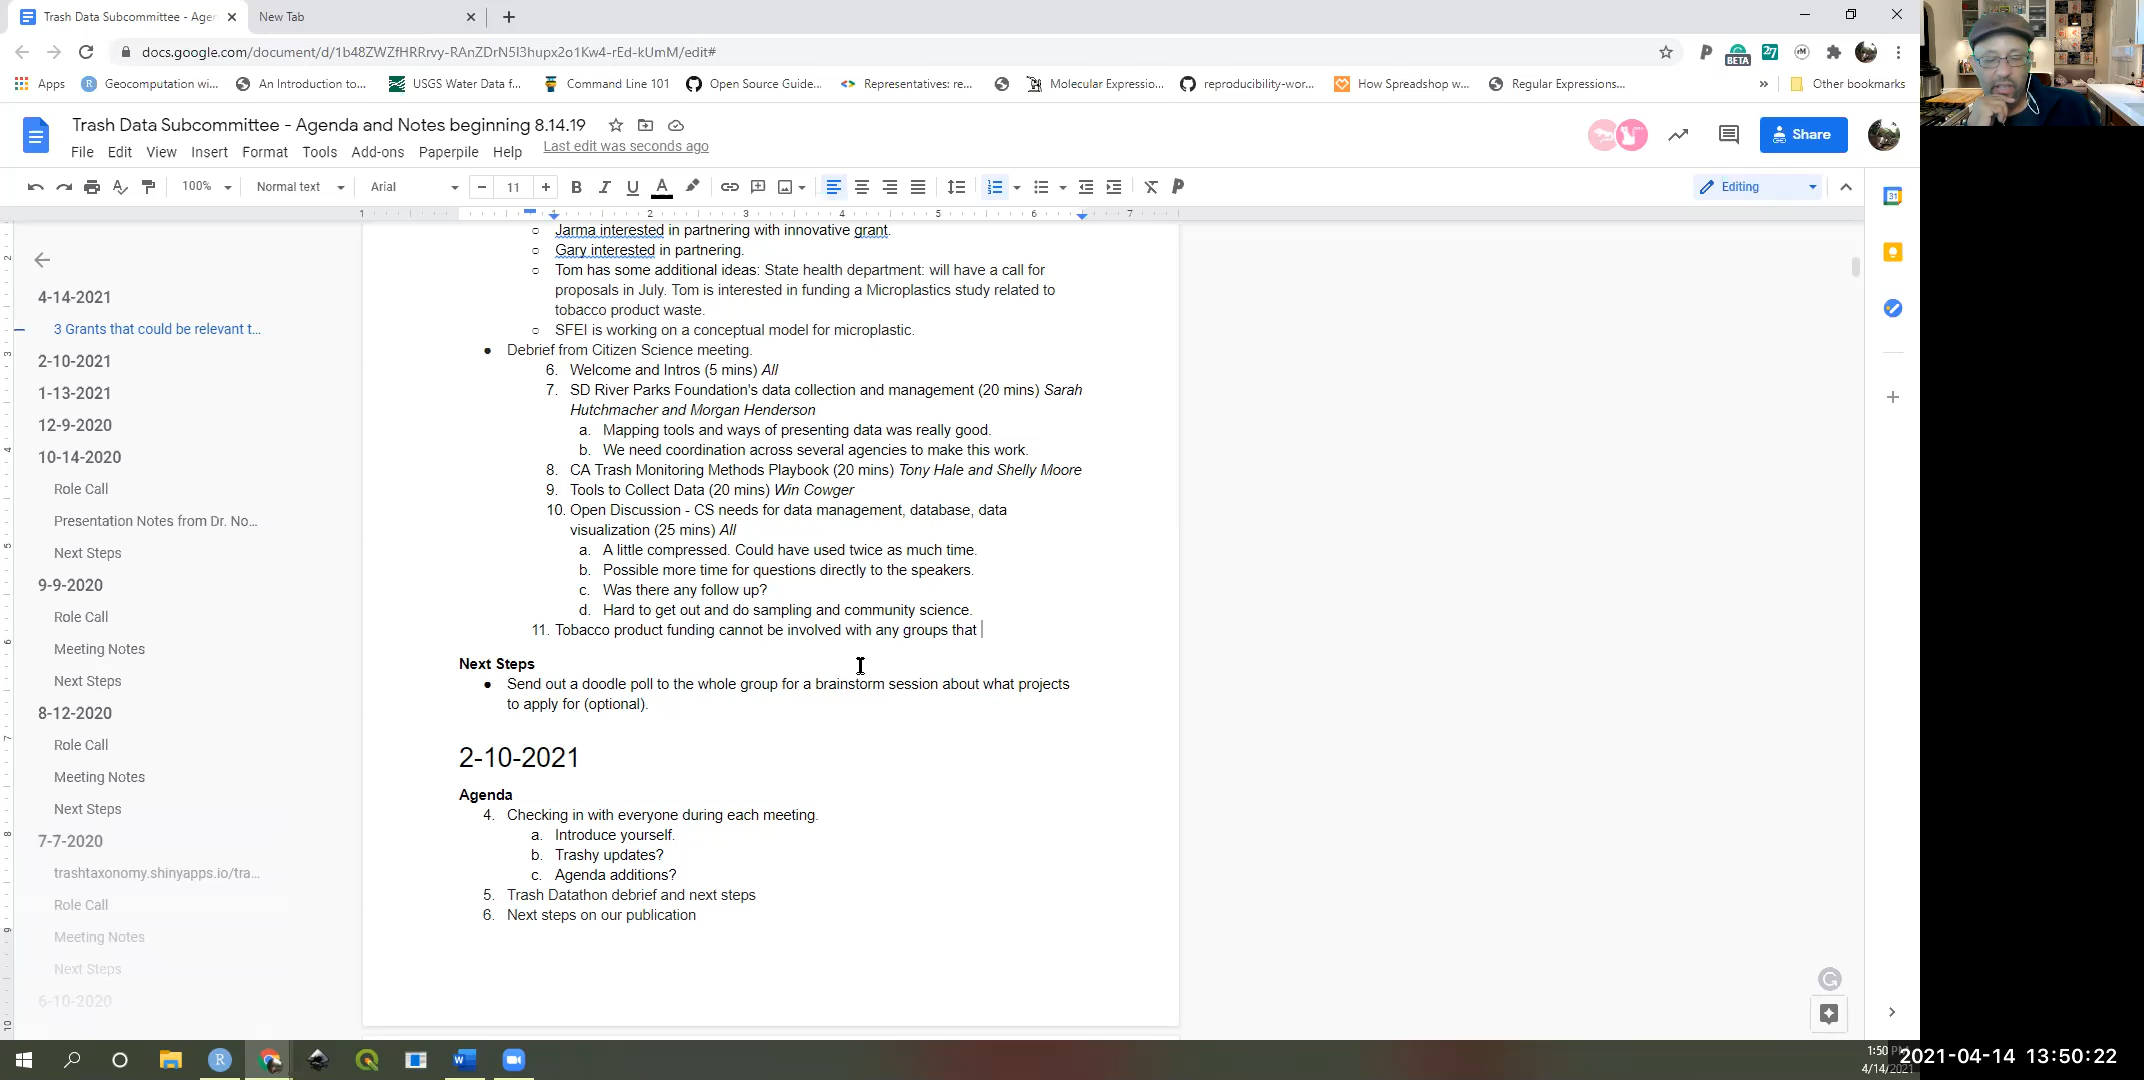 Trash Data Subcommittee - Agen
New Tab
docs.google.com/document/d/1b48ZWZfHRRrvy-RAnZDrN5I3hupx2o1Kw4-rEd-kUmM/edit#
BETA
Apps
Geocomputation wi...
An Introduction to...
USGS Water Data f...
Command Line 101
Open Source Guide...
Representatives: re...
Molecular Expressio...
reproducibility-wor...
How Spreadshop w...
Regular Expressions...
»
Other bookmarks
Trash Data Subcommittee - Agenda and Notes beginning 8.14.19
File Edit View Insert Format Tools Add-ons Paperpile Help
Last edit was seconds ago
Share
100% Normal text Arial 11
Editing
4-14-2021
3 Grants that could be relevant t...
2-10-2021
1-13-2021
12-9-2020
10-14-2020
Role Call
Presentation Notes from Dr. No...
Next Steps
9-9-2020
Role Call
Meeting Notes
Next Steps
8-12-2020
Role Call
Meeting Notes
Next Steps
7-7-2020
trashtaxonomy.shinyapps.io/tra...
Role Call
Meeting Notes
Next Steps
6-10-2020
○ Jarma interested in partnering with innovative grant.
○ Gary interested in partnering.
○ Tom has some additional ideas: State health department: will have a call for
proposals in July. Tom is interested in funding a Microplastics study related to
tobacco product waste.
○ SFEI is working on a conceptual model for microplastic.
● Debrief from Citizen Science meeting.
6. Welcome and Intros (5 mins) All
7. SD River Parks Foundation's data collection and management (20 mins) Sarah
Hutchmacher and Morgan Henderson
a. Mapping tools and ways of presenting data was really good.
b. We need coordination across several agencies to make this work.
8. CA Trash Monitoring Methods Playbook (20 mins) Tony Hale and Shelly Moore
9. Tools to Collect Data (20 mins) Win Cowger
10. Open Discussion - CS needs for data management, database, data
visualization (25 mins) All
a. A little compressed. Could have used twice as much time.
b. Possible more time for questions directly to the speakers.
c. Was there any follow up?
d. Hard to get out and do sampling and community science.
11. Tobacco product funding cannot be involved with any groups that
Next Steps
● Send out a doodle poll to the whole group for a brainstorm session about what projects
to apply for (optional).
2-10-2021
Agenda
4. Checking in with everyone during each meeting.
a. Introduce yourself.
b. Trashy updates?
c. Agenda additions?
5. Trash Datathon debrief and next steps
6. Next steps on our publication
1:50
4/14/2021
2021-04-14 13:50:22